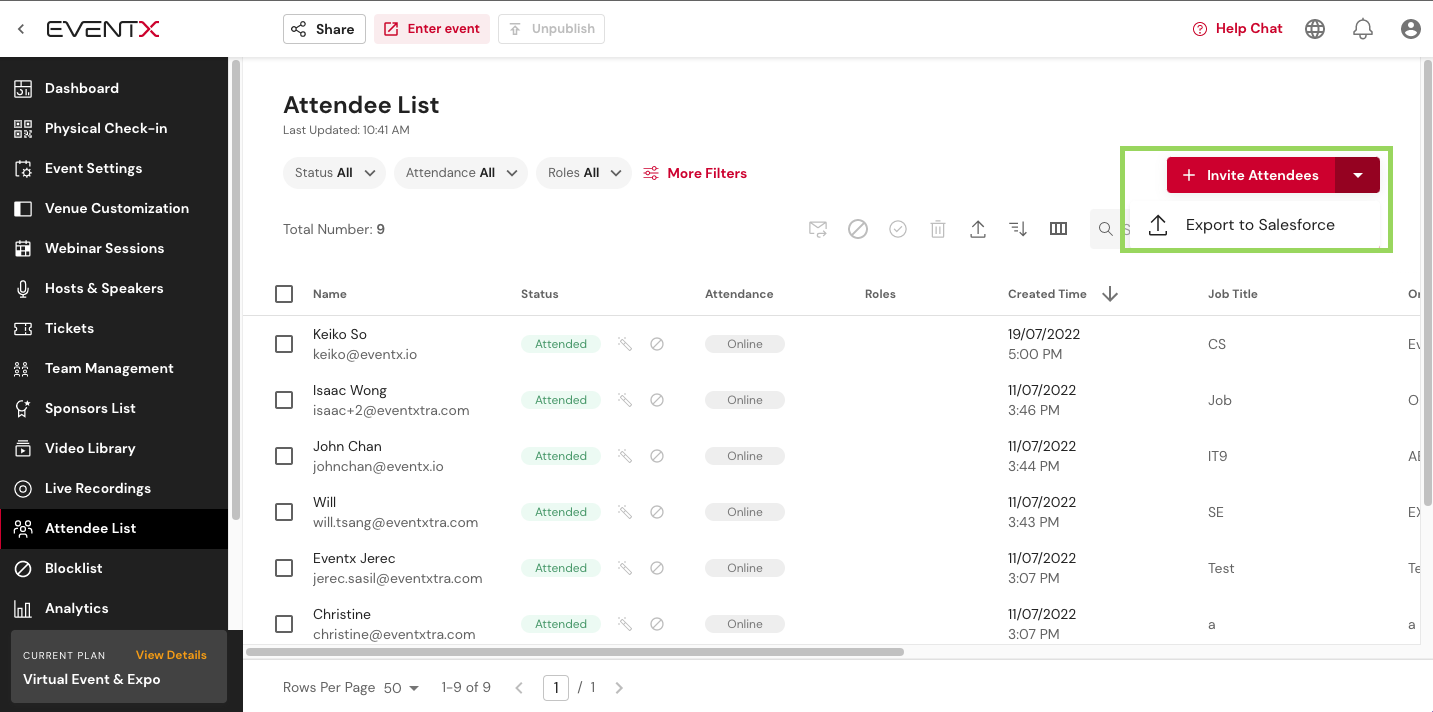 EVENTX
Share
Enter event
Unpublish
Help Chat
Dashboard
Physical Check-in
Event Settings
Venue Customization
Webinar Sessions
Hosts & Speakers
Tickets
Team Management
Sponsors List
Video Library
Live Recordings
Attendee List
Blocklist
Analytics
CURRENT PLAN View Details
Virtual Event & Expo
Attendee List
Last Updated: 10:41 AM
Status All Attendance All Roles All More Filters
+ Invite Attendees
Export to Salesforce
Total Number: 9
Name Status Attendance Roles Created Time Job Title
Keiko So 19/07/2022
Attended Online CS
keiko@eventx.io 5:00 PM
Isaac Wong 11/07/2022
Attended Online Job
isaac+2@eventxtra.com 3:46 PM
John Chan 11/07/2022
Attended Online IT9
johnchan@eventx.io 3:44 PM
Will 11/07/2022
Attended Online SE
will.tsang@eventxtra.com 3:43 PM
Eventx Jerec 11/07/2022
Attended Online Test
jerec.sasil@eventxtra.com 3:07 PM
Christine 11/07/2022
Attended Online a a
christine@eventxtra.com 3:07 PM
Rows Per Page 50 1-9 of 9 1 / 1